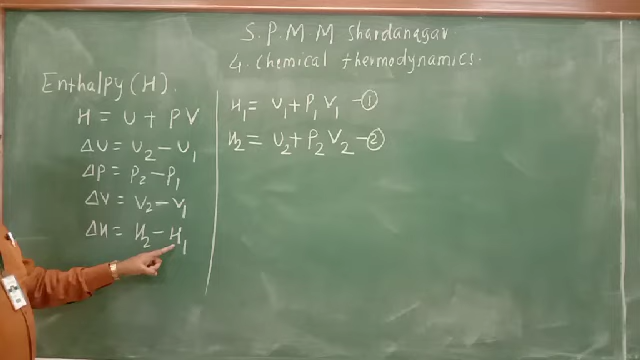 S.P.M.M Shardanagar.
4. Chemical thermodynamics.
Enthalpy (H).
H = U + PV
ΔU = U₂ – U₁
ΔP = P₂ – P₁
ΔV = V₂ – V₁
ΔH = H₂ – H₁
H₁ = U₁ + P₁V₁ – ①
H₂ = U₂ + P₂V₂ – ②